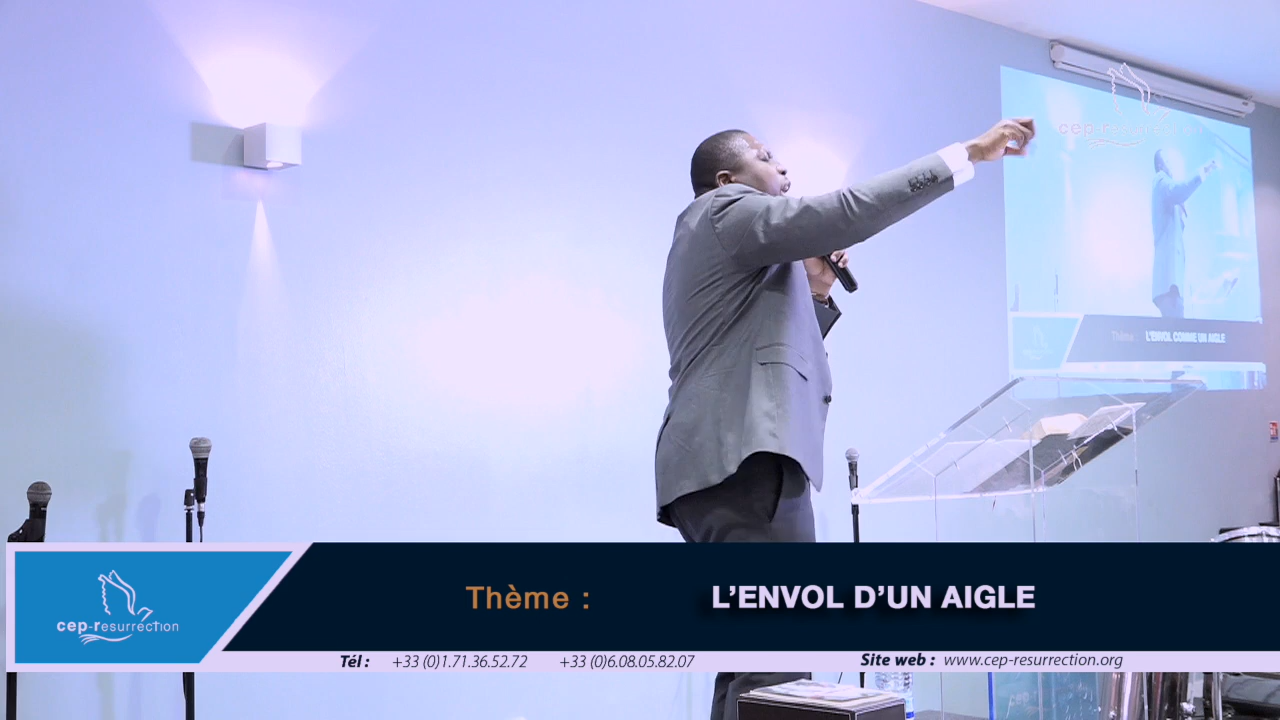 cep-resurrection
Thème : L'ENVOL COMME UN AIGLE
Thème : L'ENVOL D'UN AIGLE
cep-resurrection
Tél : +33 (0)1.71.36.52.72 +33 (0)6.08.05.82.07 Site web : www.cep-resurrection.org